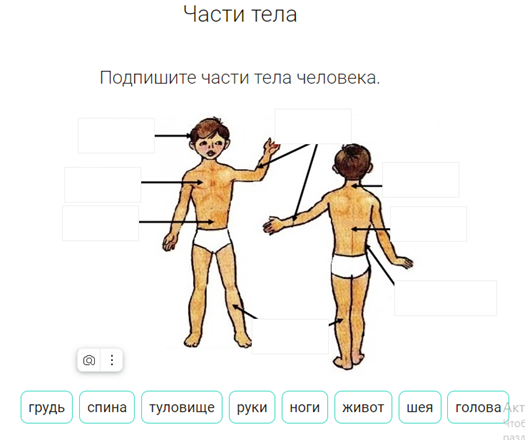 Части тела
Подпишите части тела человека.
грудь спина туловище руки ноги живот шея голова